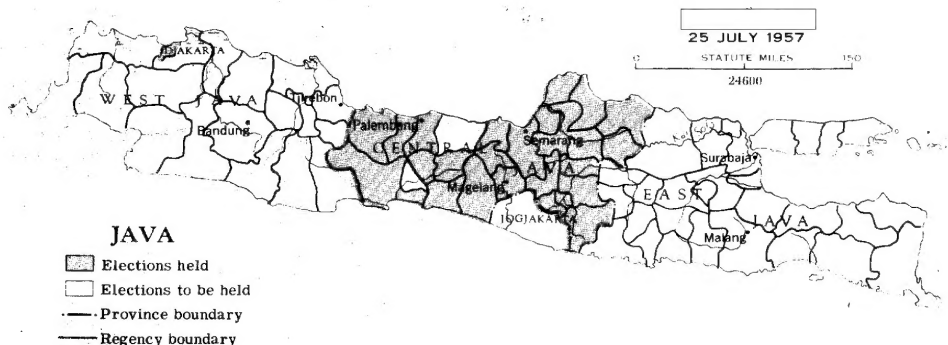 25 JULY 1957
0 STATUTE MILES 150
24600
DJAKARTA
WEST JAVA
Tjirebon
Bandung
Palembang
CENTRAL JAVA
Semarang
Magelang
JOGJAKARTA
Surabaja
EAST JAVA
Malang
JAVA
Elections held
Elections to be held
Province boundary
Regency boundary